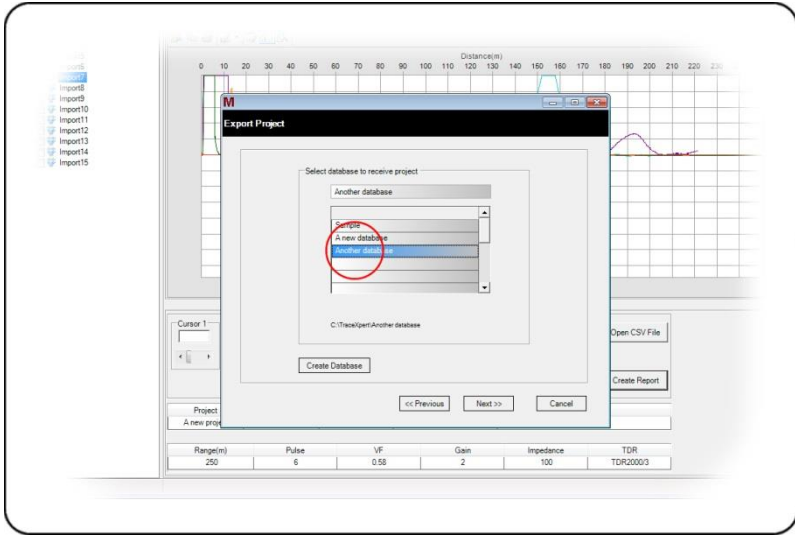 Distance(m)
0 10 20 30 40 50 60 70 80 90 100 110 120 130 140 150 160 170 180 190 200 210 220 230
Import7
Import8
Import9
Import10
Import11
Import12
Import13
Import14
Import15
M
Export Project
Select database to receive project
Another database
Sample
A new database
Another database
C:\TraceXpert\Another database
Create Database
<< Previous Next >> Cancel
Cursor 1
Open CSV File
Create Report
Project
A new proje
Range(m) Pulse VF Gain Impedance TDR
250 6 0.58 2 100 TDR2000/3